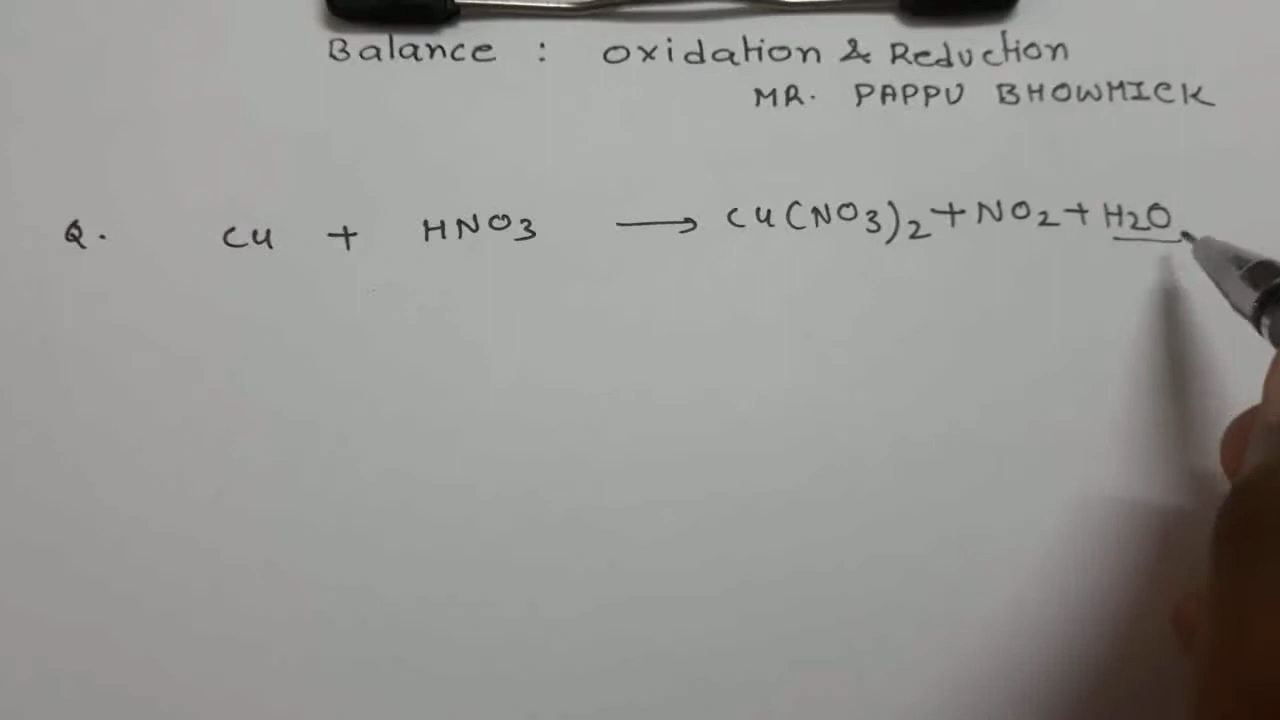 Balance : Oxidation & Reduction
MR. PAPPU BHOWMICK
Q. Cu + HNO3 ⟶ Cu(NO3)2 + NO2 + H2O